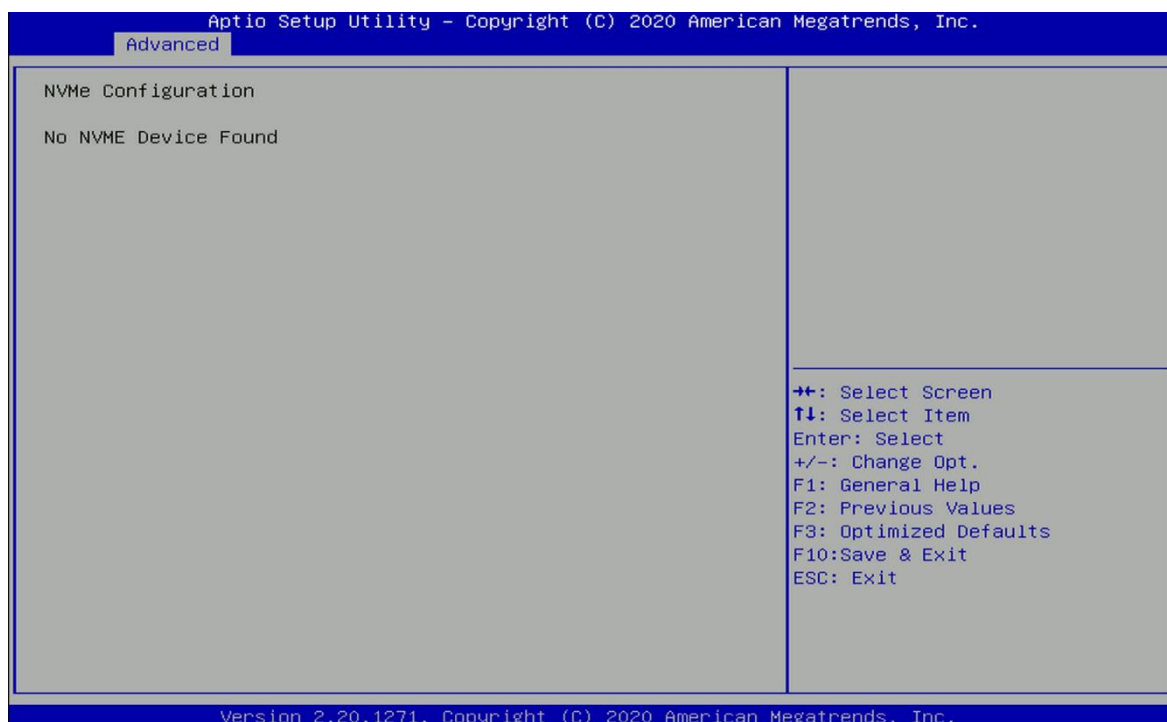 Aptio Setup Utility – Copyright (C) 2020 American Megatrends, Inc.
Advanced
NVMe Configuration
No NVME Device Found
→←: Select Screen
↑↓: Select Item
Enter: Select
+/-: Change Opt.
F1: General Help
F2: Previous Values
F3: Optimized Defaults
F10:Save & Exit
ESC: Exit
Version 2.20.1271. Copyright (C) 2020 American Megatrends, Inc.